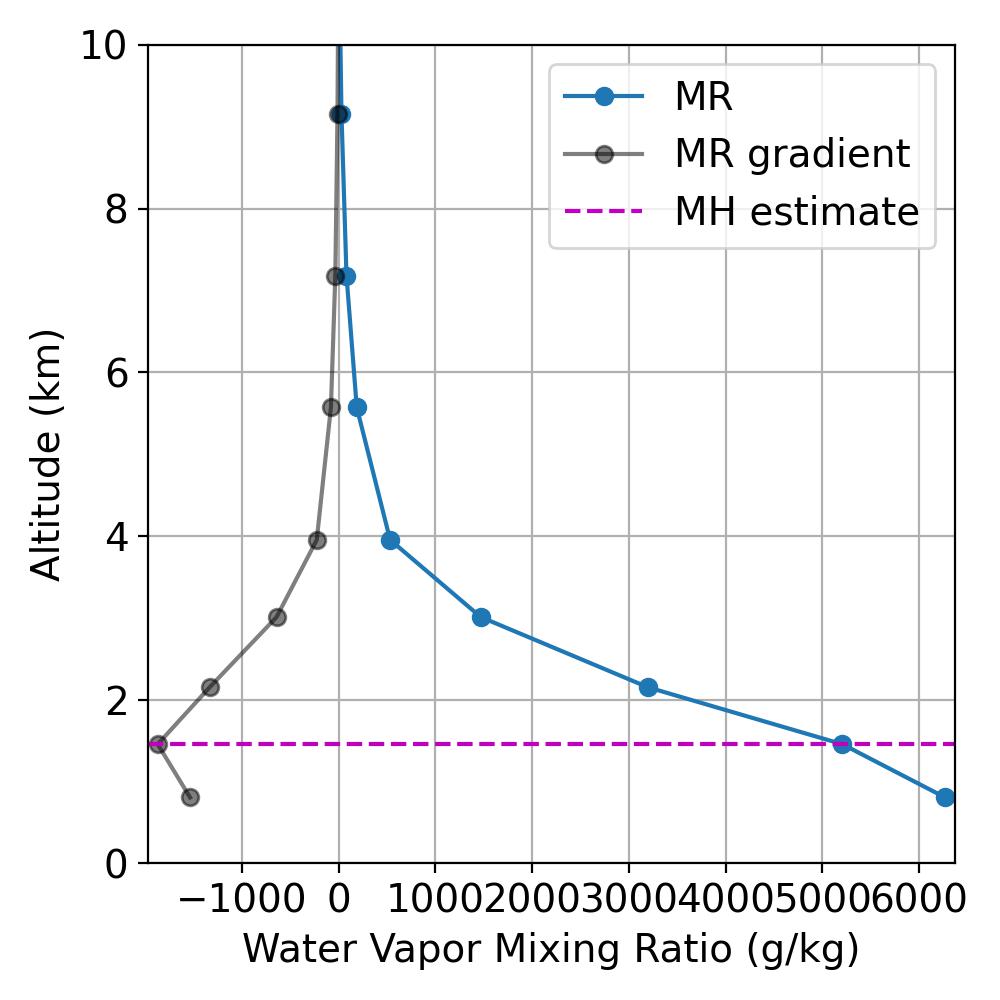 10
8
6
4
2
0
Altitude (km)
MR
MR gradient
MH estimate
−1000 0 1000 2000 3000 4000 5000 6000
Water Vapor Mixing Ratio (g/kg)